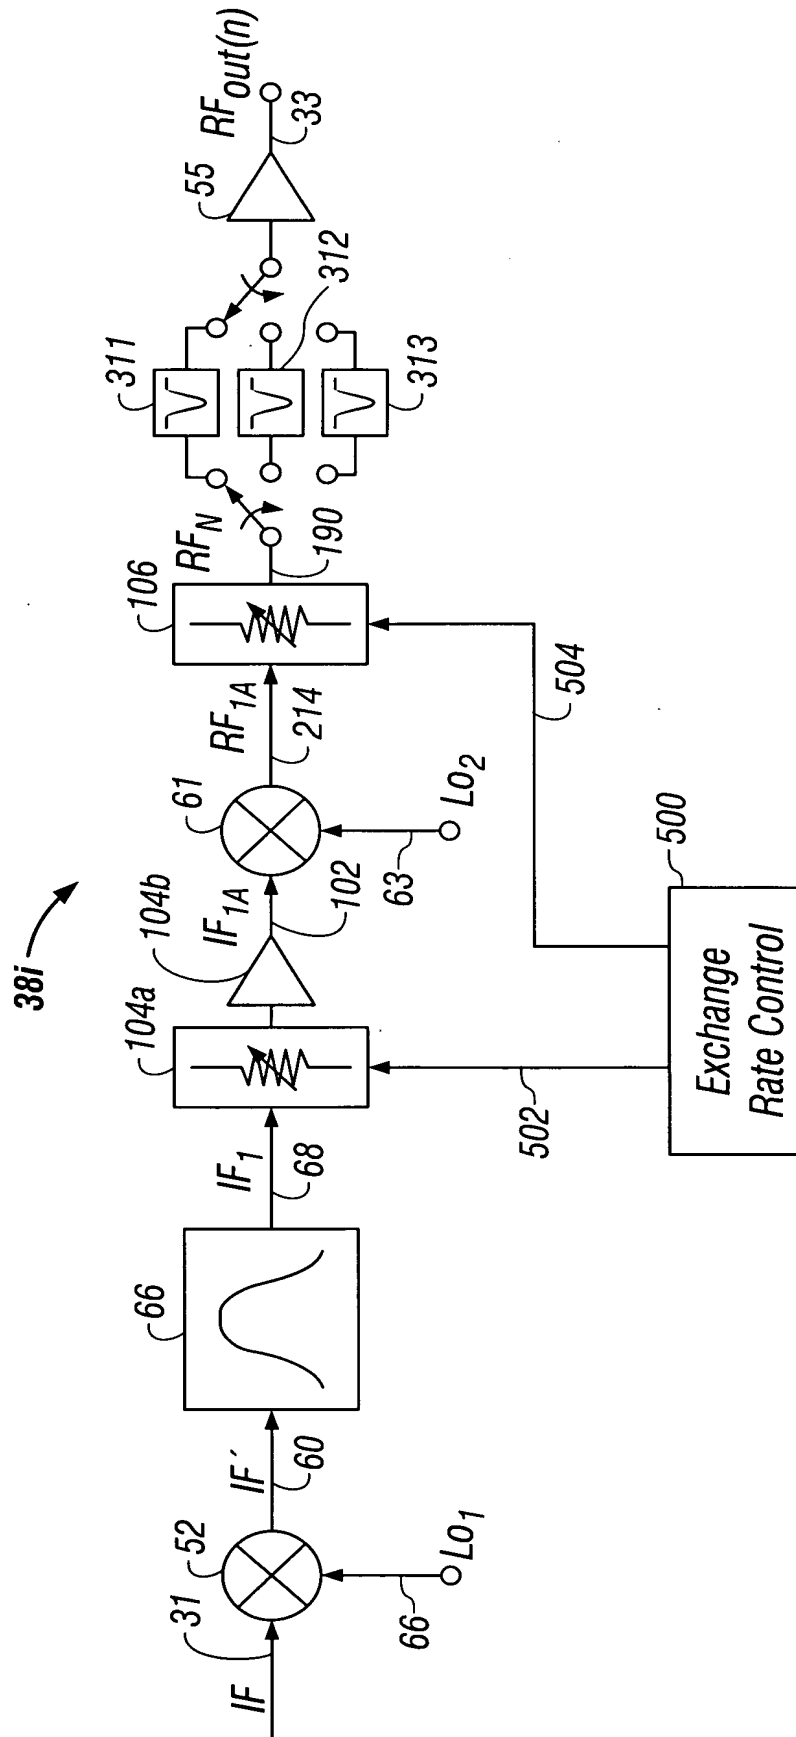 38i
IF
31
52
IF´
60
66
LO1
66
IF1
68
104a
104b
IF1A
102
61
63
LO2
RF1A
214
106
RFN
190
311
312
313
55
RFout(n)
33
502
504
500
Exchange
Rate Control